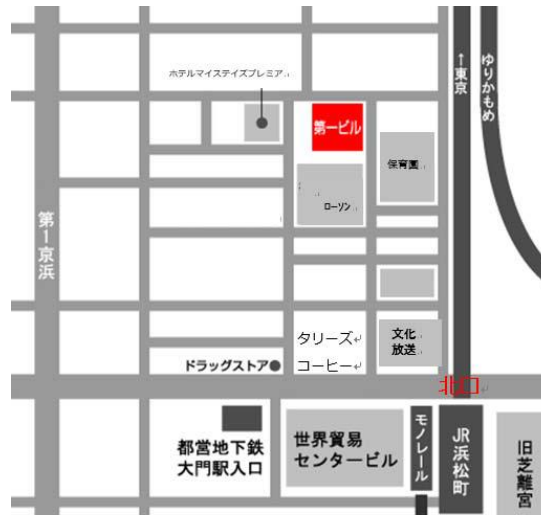 ホテルマイステイズプレミア
↑東京
ゆりかもめ
第一ビル
保育園
ローソン
第1京浜
タリーズ
コーヒー
文化
放送
ドラッグストア
北口
都営地下鉄
大門駅入口
世界貿易
センタービル
モノレール
JR浜松町
旧芝離宮